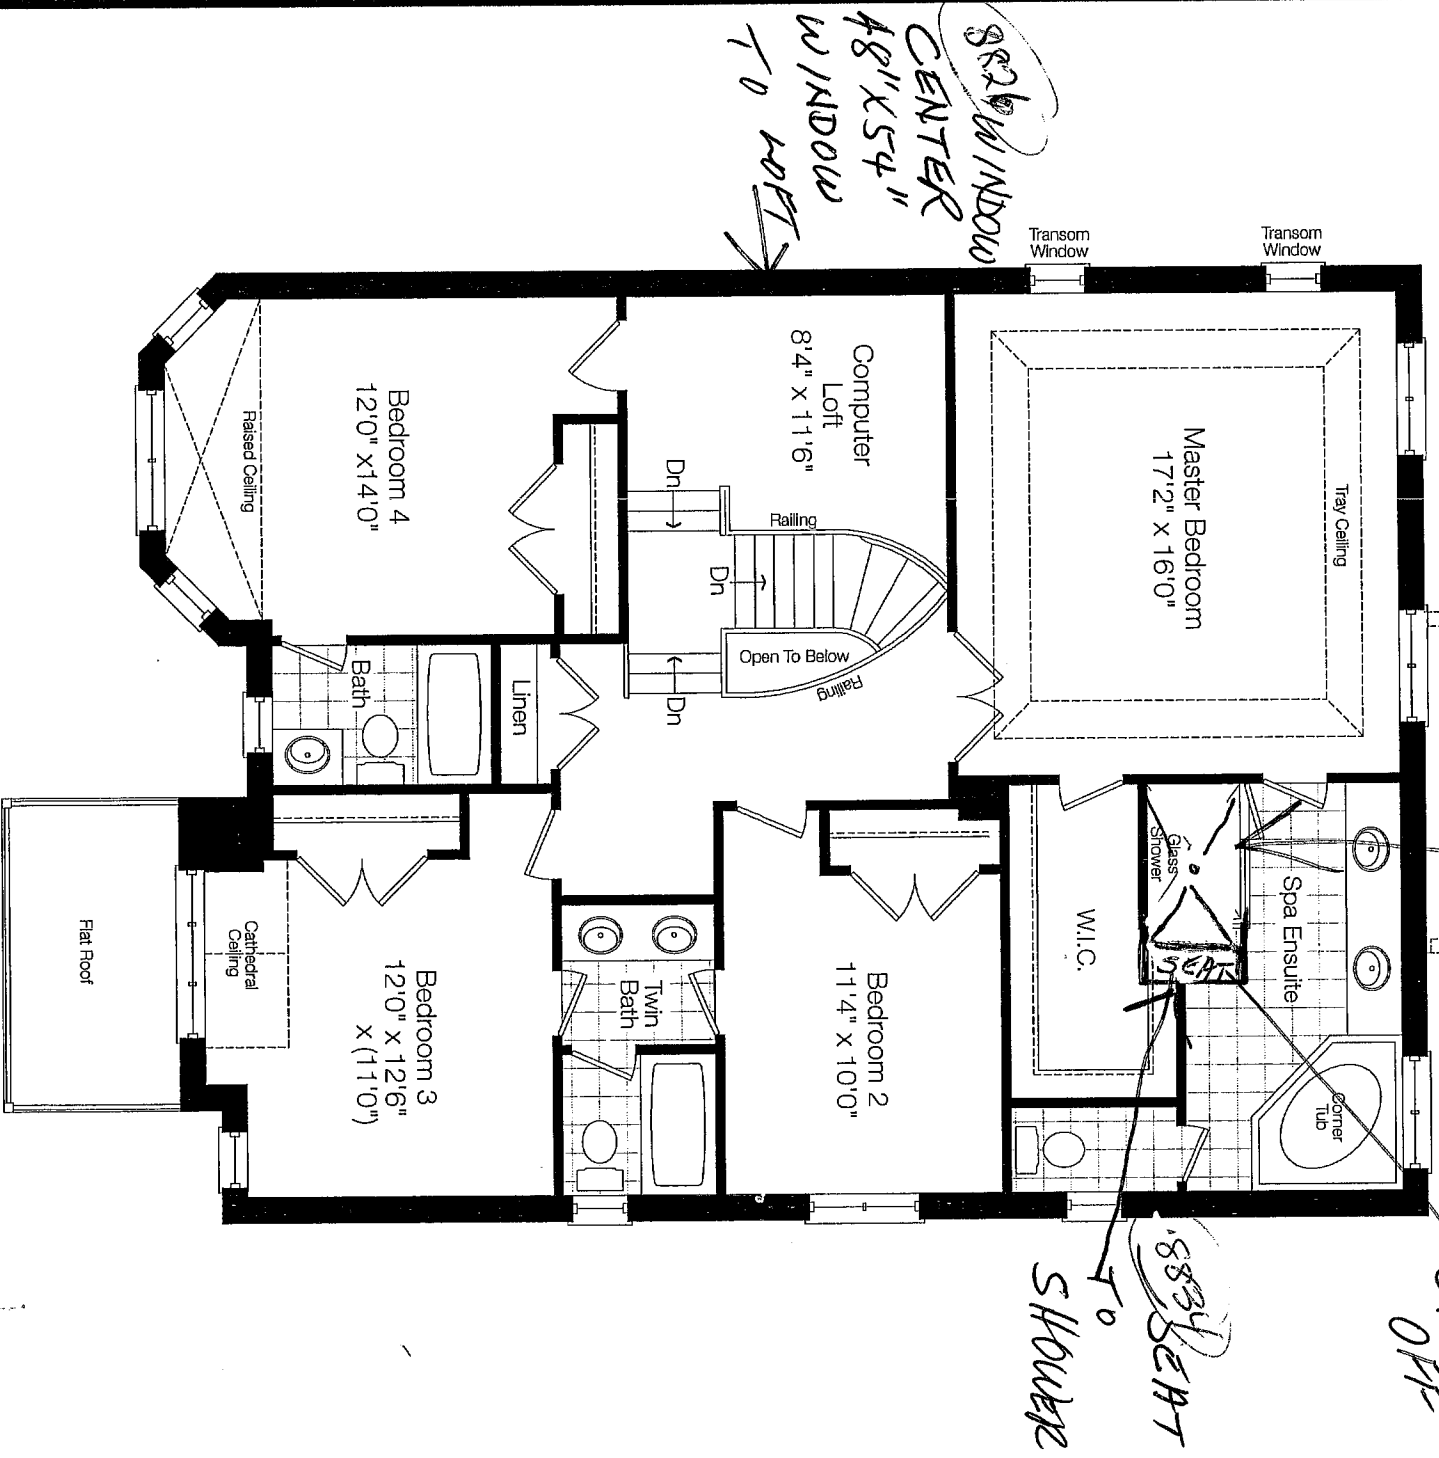 8826 WINDOW
CENTER
48"X54"
WINDOW
TO LOFT
Transom
Window
Transom
Window
Tray Ceiling
Master Bedroom
17'2" x 16'0"
Computer
Loft
8'4" x 11'6"
Bedroom 4
12'0" x14'0"
Raised Ceiling
Dn
Railing
Dn
Open To Below
Railing
Dn
Linen
Bath
Glass
Shower
SEAT
Spa Ensuite
W.I.C.
Corner
Tub
Bedroom 2
11'4" x 10'0"
Twin
Bath
Bedroom 3
12'0" x 12'6"
x (11'0")
Cathedral
Ceiling
Flat Roof
8834 SEAT
TO
SHOWER